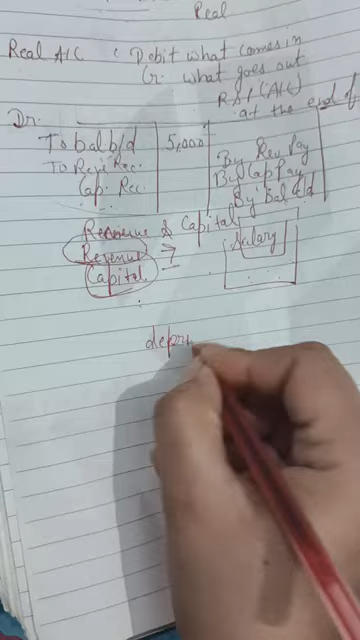 Real
Real A/C : Debit what comes in
Cr. what goes out
R&P (A/C)
at the end of
Dr.
To bal b/d 5,000 By Rev Pay
To Rev Rec. By Cap Pay
Cap. Rec. By Bal c/d
Revenue & Capital
Revenue ? Salary
Capital
depr